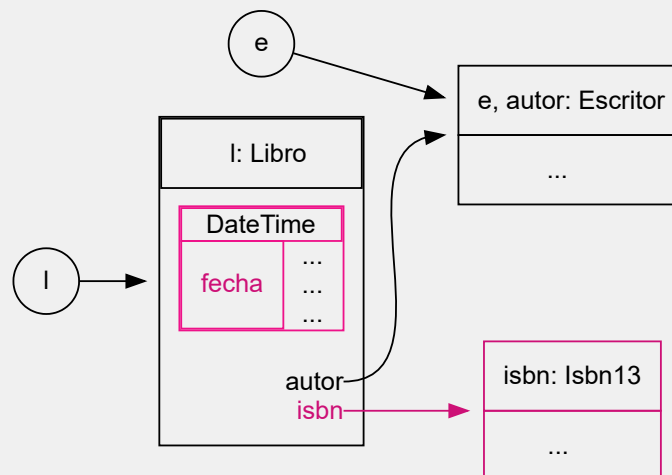 e
e, autor: Escritor
...
l: Libro
DateTime
fecha
...
...
...
l
autor
isbn
isbn: Isbn13
...